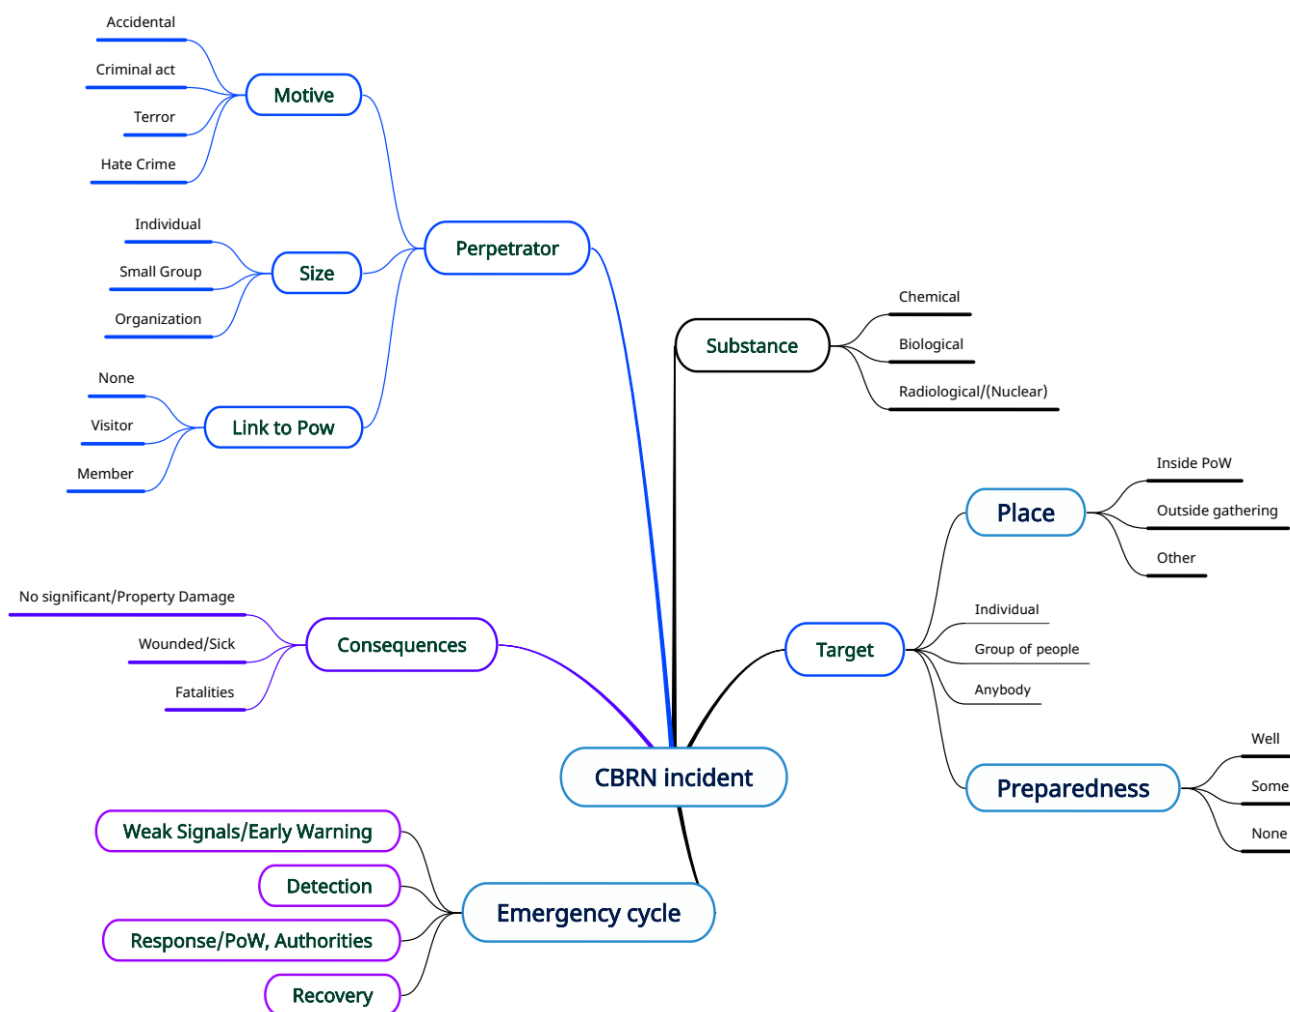 Accidental
Criminal act
Terror
Hate Crime
Motive
Individual
Small Group
Organization
Size
None
Visitor
Member
Link to Pow
Perpetrator
Chemical
Biological
Radiological/(Nuclear)
Substance
Inside PoW
Outside gathering
Other
Place
Individual
Group of people
Anybody
Target
Well
Some
None
Preparedness
No significant/Property Damage
Wounded/Sick
Fatalities
Consequences
CBRN incident
Weak Signals/Early Warning
Detection
Response/PoW, Authorities
Recovery
Emergency cycle